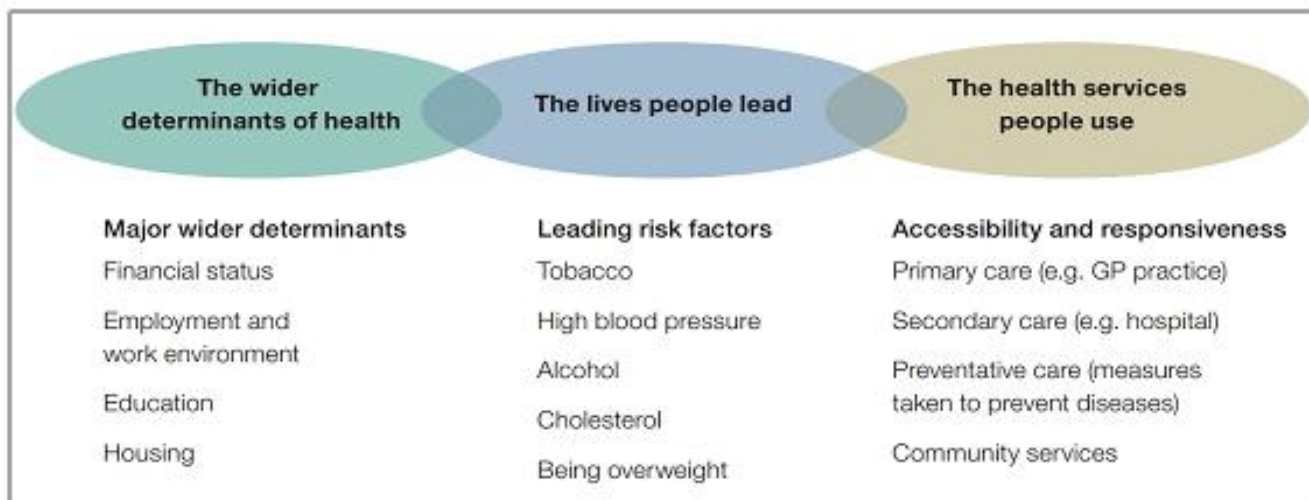 The wider
determinants of health
The lives people lead
The health services
people use
Major wider determinants
Financial status
Employment and
work environment
Education
Housing
Leading risk factors
Tobacco
High blood pressure
Alcohol
Cholesterol
Being overweight
Accessibility and responsiveness
Primary care (e.g. GP practice)
Secondary care (e.g. hospital)
Preventative care (measures
taken to prevent diseases)
Community services